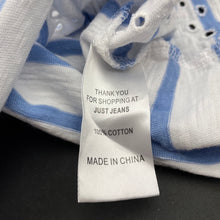 THANK YOU
FOR SHOPPING AT
JUST JEANS
100% COTTON
MADE IN CHINA